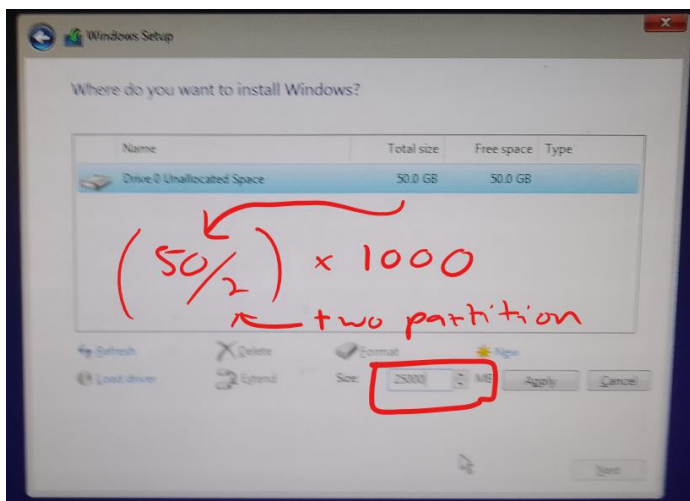 Windows Setup
Where do you want to install Windows?
Name Total size Free space Type
Drive 0 Unallocated Space 50.0 GB 50.0 GB
(50/2) x 1000
two partition
Refresh Delete Format New
Load driver Extend Size: 25000 MB Apply Cancel
Next